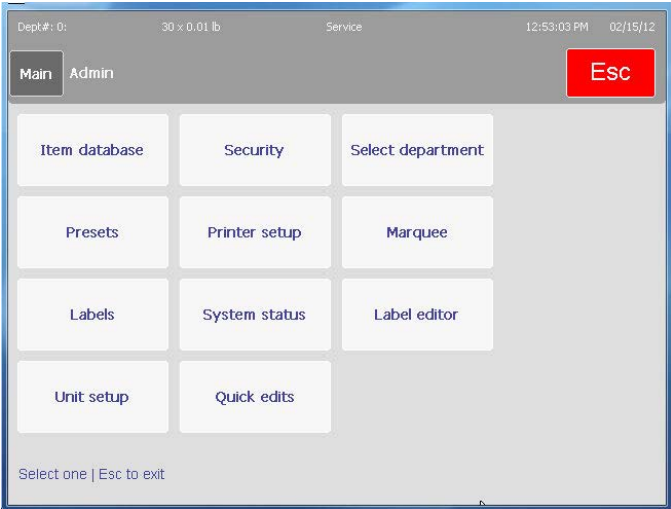 Dept#: 0: 30 x 0.01 lb Service 12:53:03 PM 02/15/12
Main Admin Esc
Item database Security Select department
Presets Printer setup Marquee
Labels System status Label editor
Unit setup Quick edits
Select one | Esc to exit